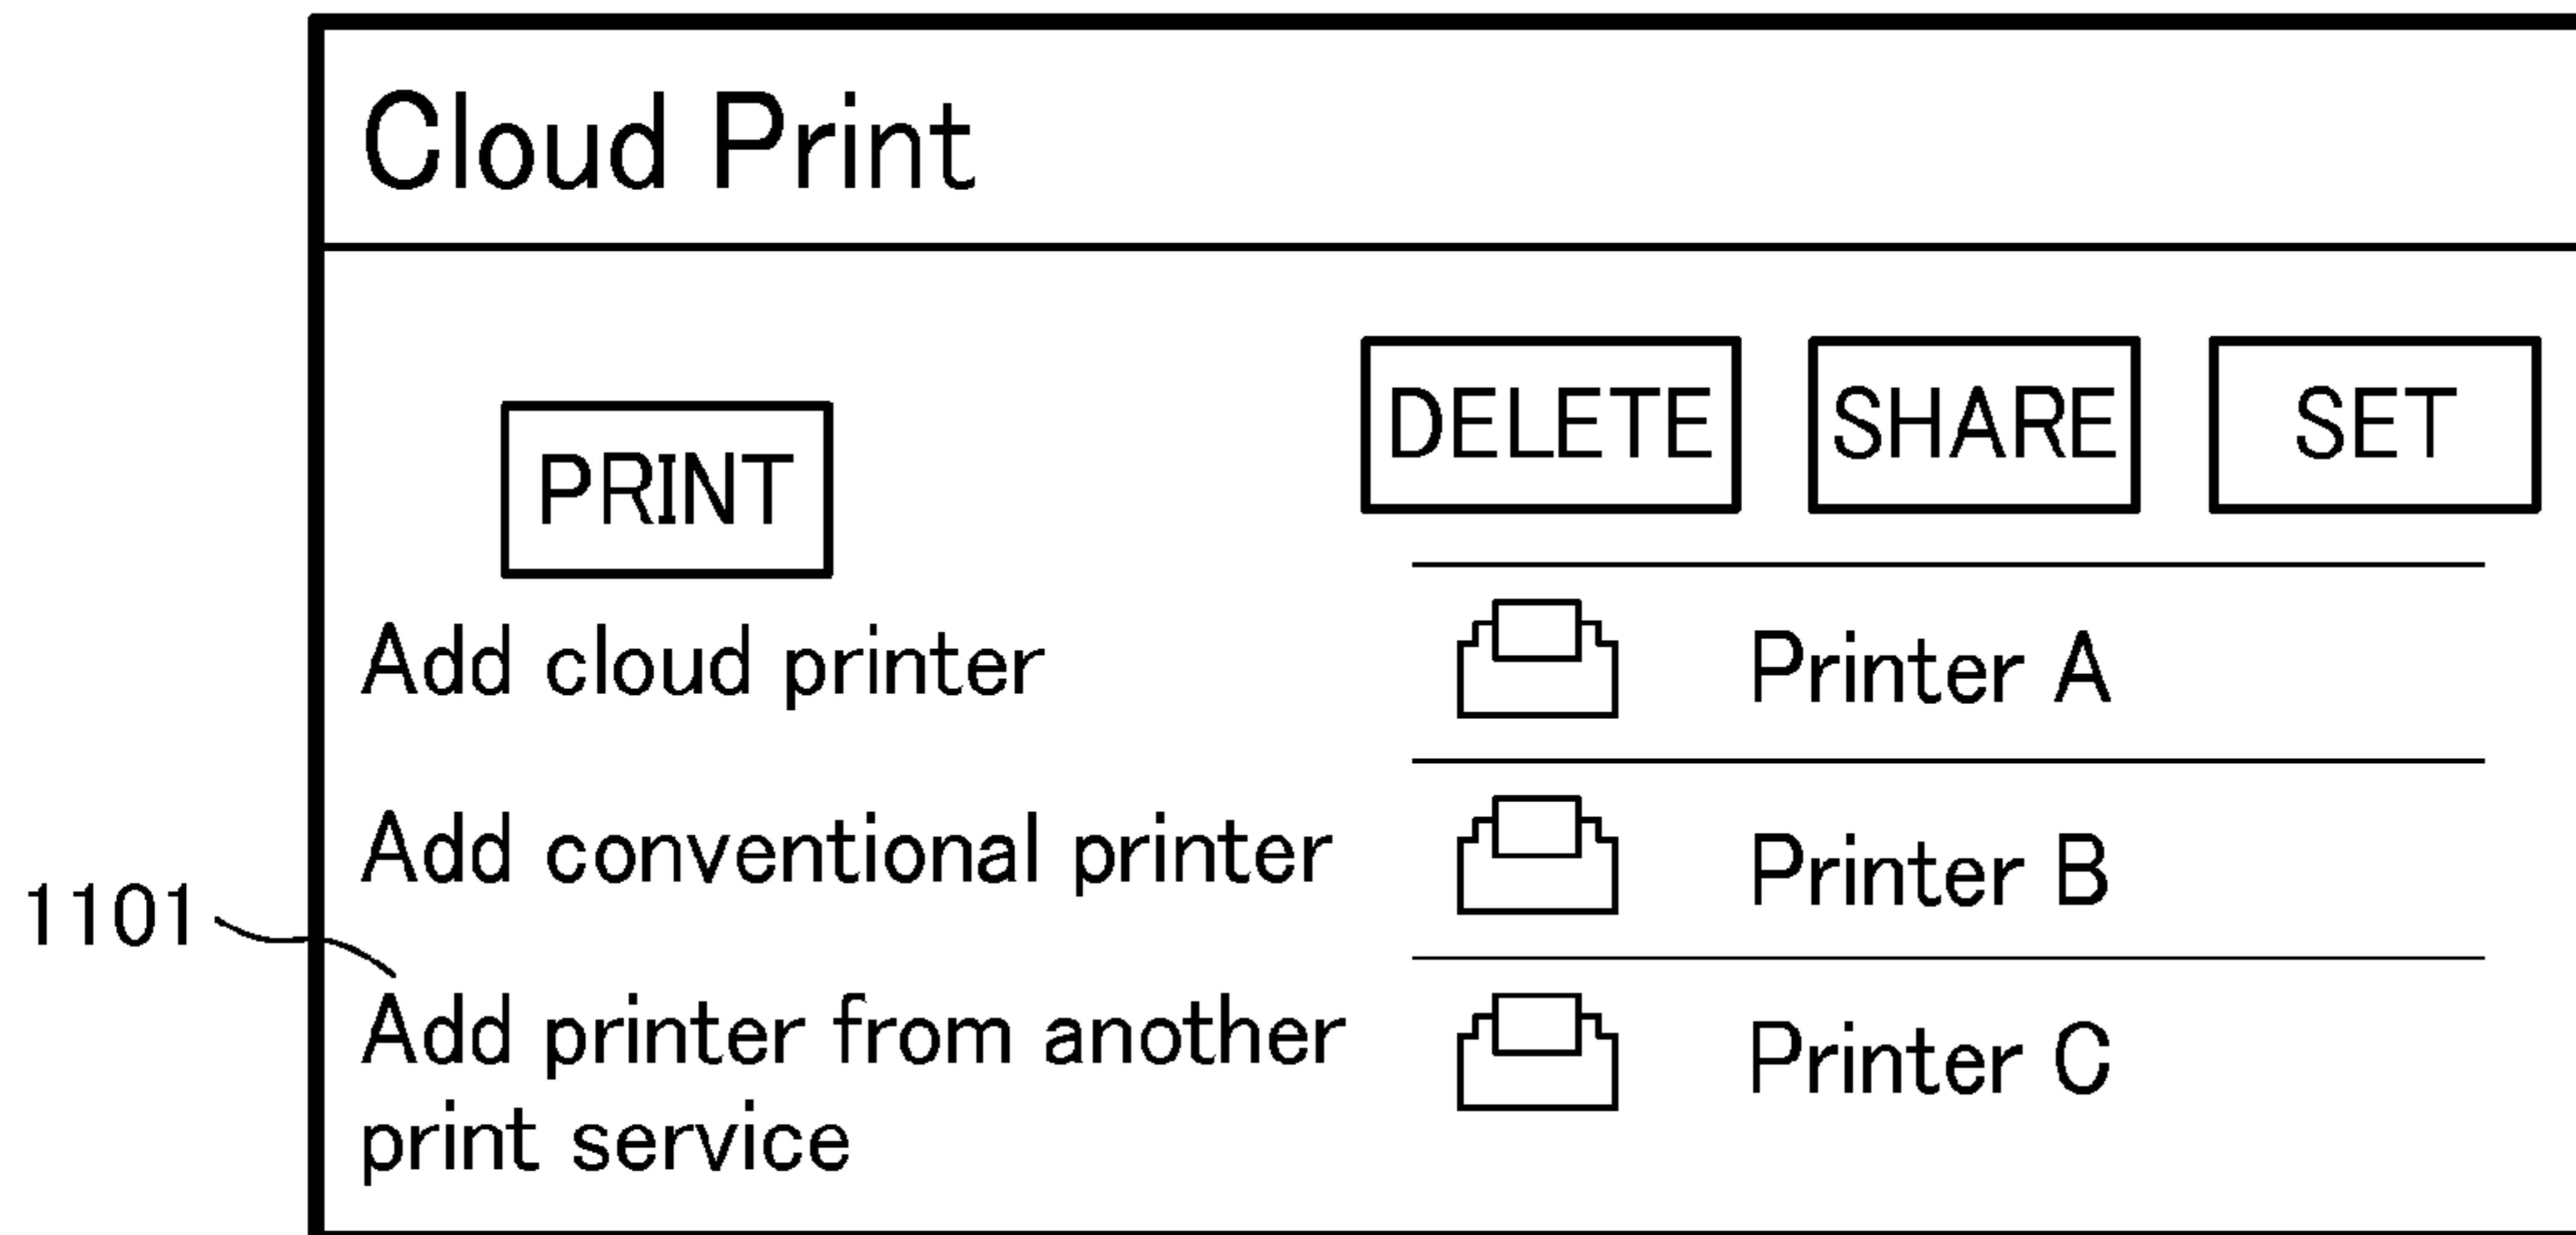 Cloud Print
PRINT
DELETE
SHARE
SET
Add cloud printer
Add conventional printer
1101
Add printer from another
print service
Printer A
Printer B
Printer C